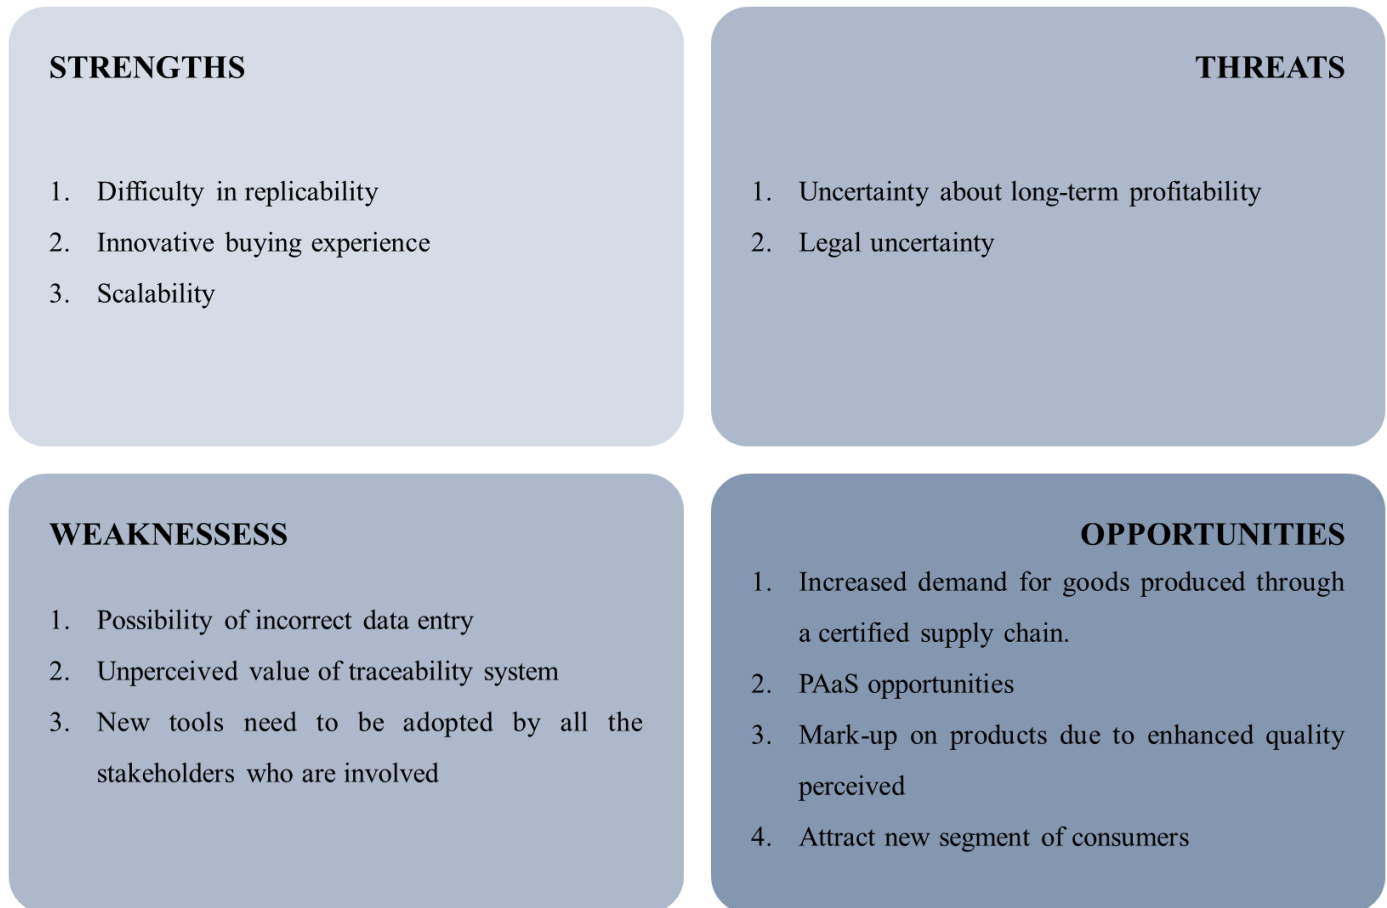 STRENGTHS
1. Difficulty in replicability
2. Innovative buying experience
3. Scalability
THREATS
1. Uncertainty about long-term profitability
2. Legal uncertainty
WEAKNESSESS
1. Possibility of incorrect data entry
2. Unperceived value of traceability system
3. New tools need to be adopted by all the
stakeholders who are involved
OPPORTUNITIES
1. Increased demand for goods produced through
a certified supply chain.
2. PAaS opportunities
3. Mark-up on products due to enhanced quality
perceived
4. Attract new segment of consumers